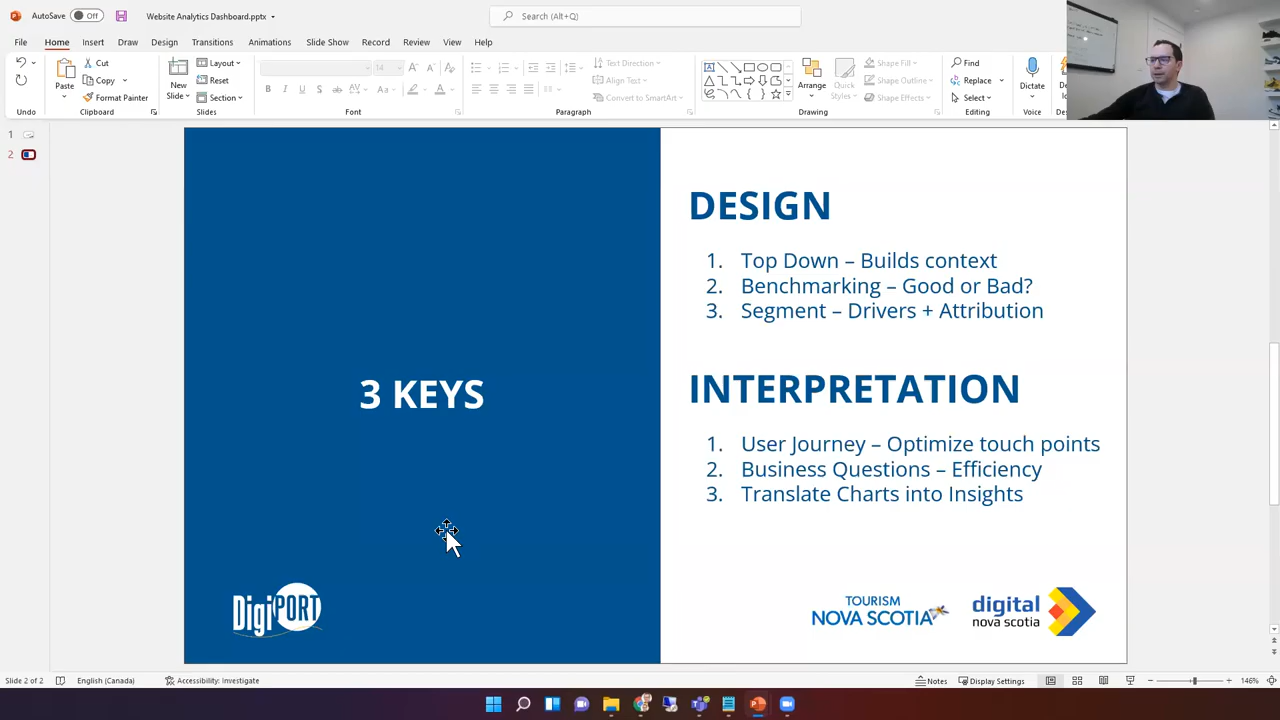 AutoSave
Off
Website Analytics Dashboard.pptx
Search (Alt+Q)
File Home Insert Draw Design Transitions Animations Slide Show Record Review View Help
Undo
Paste
Cut
Copy
Format Painter
Clipboard
New Slide
Layout
Reset
Section
Slides
14
B I U S ab AV Aa A
Font
Text Direction
Align Text
Convert to SmartArt
Paragraph
Arrange
Quick Styles
Shape Fill
Shape Outline
Shape Effects
Drawing
Find
Replace
Select
Editing
Dictate
Voice
1
2
3 KEYS
DigiPORT
DESIGN
1. Top Down – Builds context
2. Benchmarking – Good or Bad?
3. Segment – Drivers + Attribution
INTERPRETATION
1. User Journey – Optimize touch points
2. Business Questions – Efficiency
3. Translate Charts into Insights
TOURISM
NOVA SCOTIA
digital
nova scotia
Slide 2 of 2 English (Canada) Accessibility: Investigate Notes Display Settings 146%